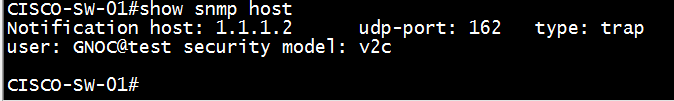 CISCO-SW-01#show snmp host
Notification host: 1.1.1.2 udp-port: 162 type: trap
user: GNOC@test security model: v2c
CISCO-SW-01#